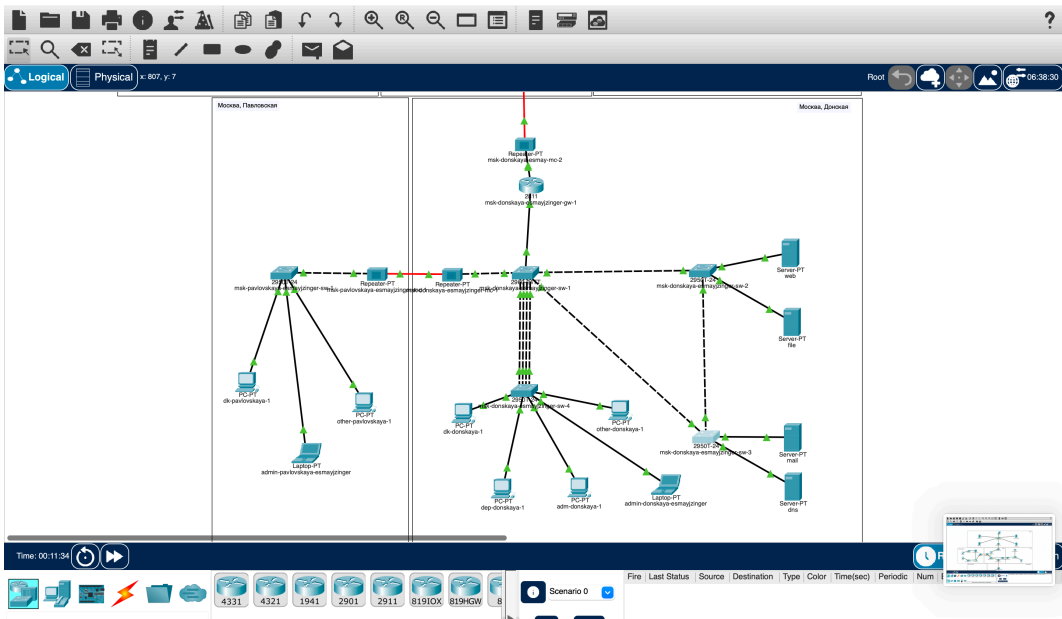 Logical
Physical
x: 807, y: 7
Root
06:38:30
Москва, Павловская
Москва, Донская
Repeater-PT
msk-donskaya-esmay-mc-2
2811
msk-donskaya-esmayjzinger-gw-1
Server-PT
web
Repeater-PT
Repeater-PT
msk-donskaya-esmayjzinger-sw-2
Server-PT
file
PC-PT
dk-pavlovskaya-1
PC-PT
other-pavlovskaya-1
Laptop-PT
admin-pavlovskaya-esmayjzinger
PC-PT
dk-donskaya-1
PC-PT
other-donskaya-1
2950T-24
msk-donskaya-esmayjzinger-sw-3
Server-PT
mail
PC-PT
dep-donskaya-1
PC-PT
adm-donskaya-1
Laptop-PT
admin-donskaya-esmayjzinger
Server-PT
dns
Time: 00:11:34
4331
4321
1941
2901
2911
819IOX
819HGW
Scenario 0
Fire
Last Status
Source
Destination
Type
Color
Time(sec)
Periodic
Num